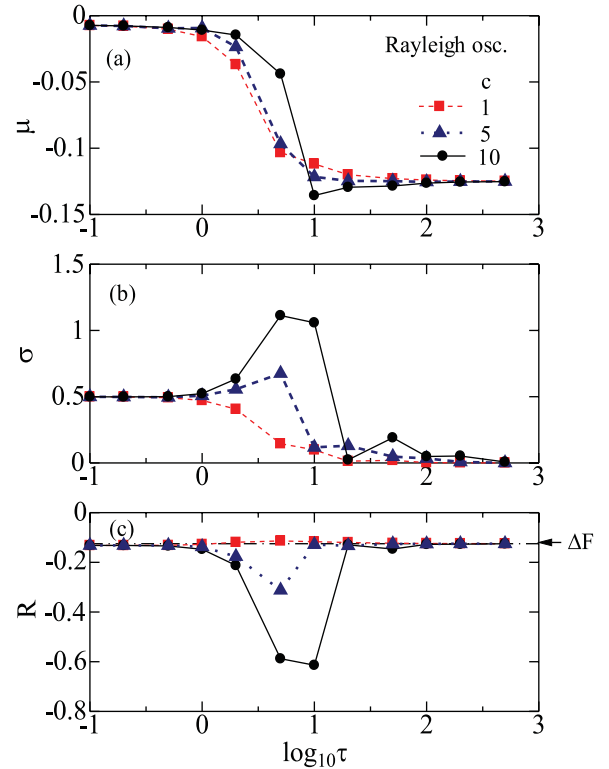 0
(a)
Rayleigh osc.
c
1
5
10
-0.05
μ
-0.1
-0.15
-1 0 1 2 3
1.5
(b)
1
σ
0.5
0
-1 0 1 2 3
0
(c)
-0.2
ΔF
R
-0.4
-0.6
-0.8
-1 0 1 2 3
log₁₀τ